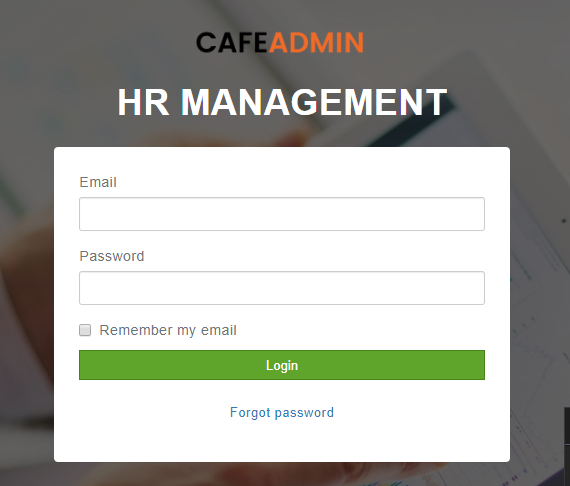 CAFEADMIN
HR MANAGEMENT
Email
Password
Remember my email
Login
Forgot password